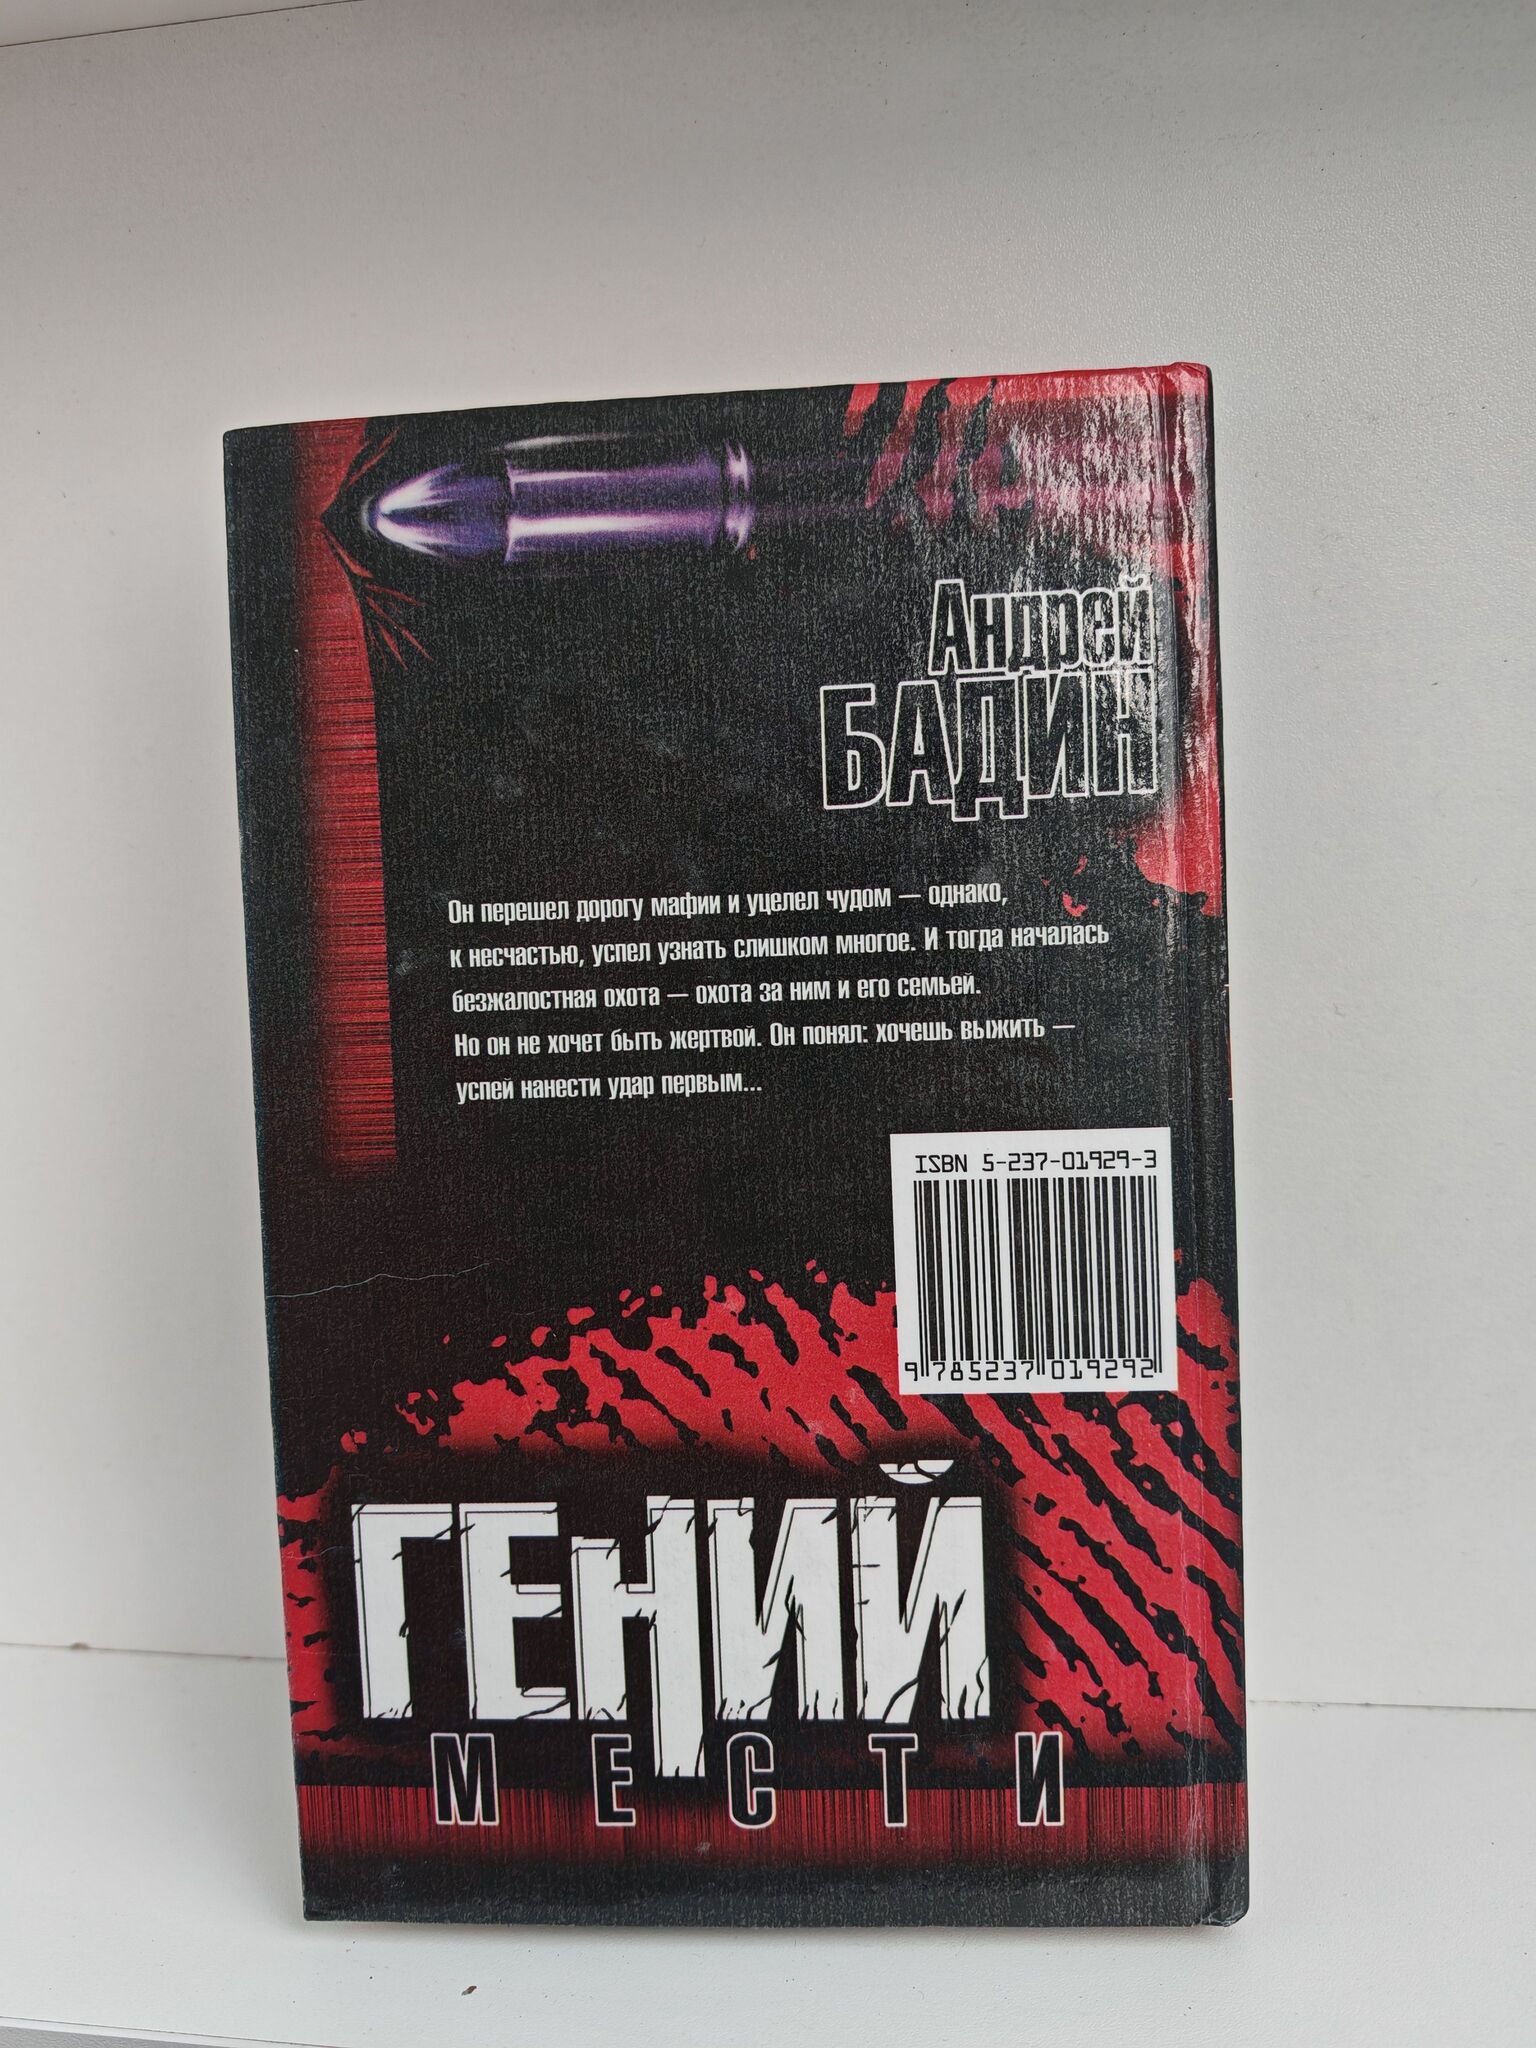 Андрей
БАДИН
Он перешел дорогу мафии и уцелел чудом — однако,
к несчастью, успел узнать слишком многое. И тогда началась
безжалостная охота — охота за ним и его семьей.
Но он не хочет быть жертвой. Он понял: хочешь выжить —
успей нанести удар первым...
ISBN 5-237-01929-3
9 785237 019292
ГЕНИЙ
МЕСТИ